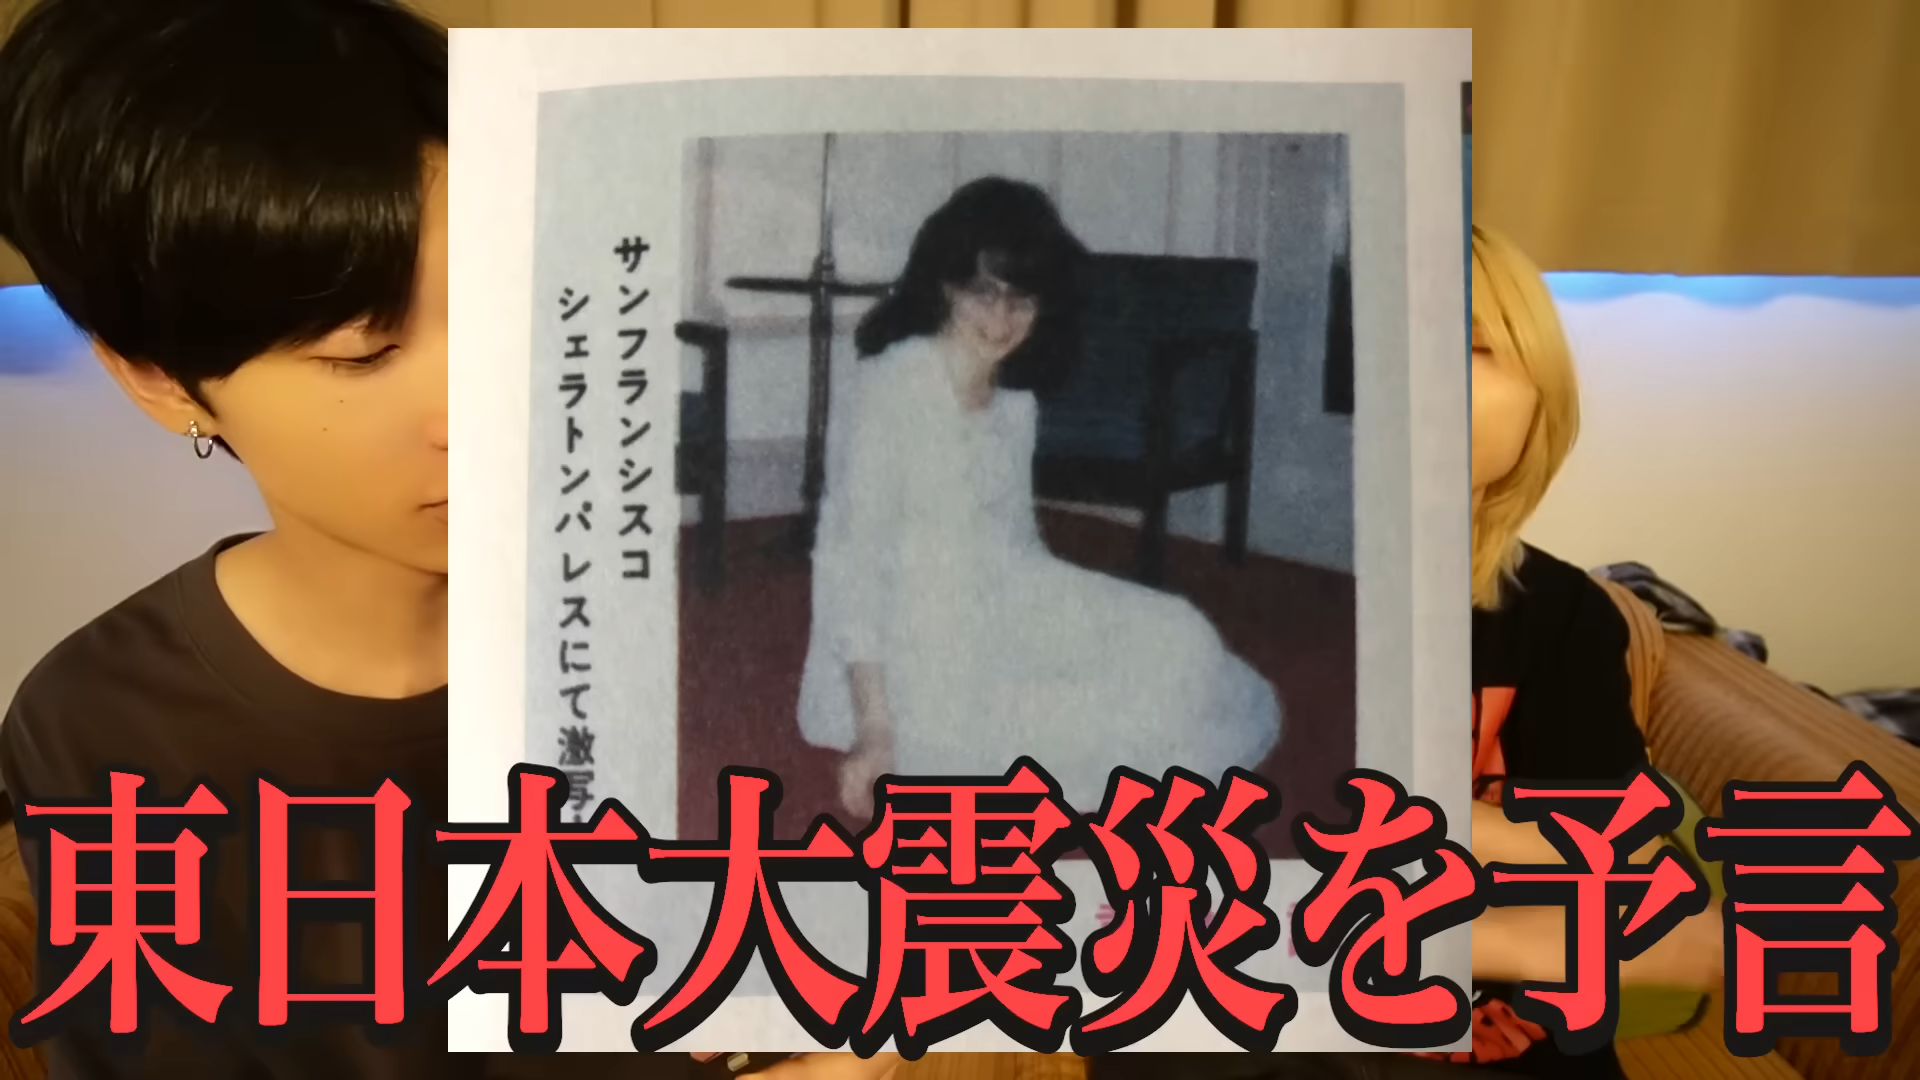 サンフランシスコ
シェラトンパレスにて激写
東日本大震災を予言